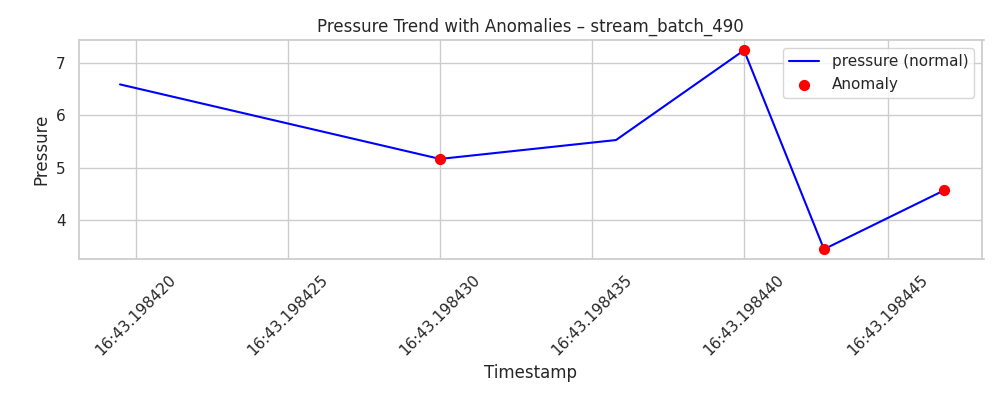 Pressure Trend with Anomalies – stream_batch_490
pressure (normal)
Anomaly
Pressure
7
6
5
4
16:43.198420
16:43.198425
16:43.198430
16:43.198435
16:43.198440
16:43.198445
Timestamp